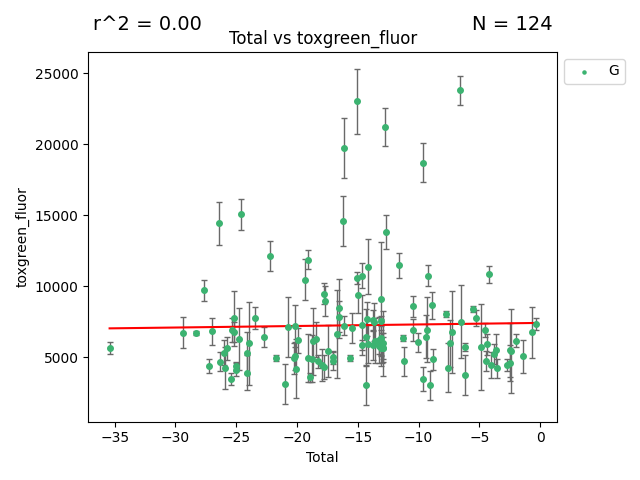 r^2 = 0.00
N = 124
Total vs toxgreen_fluor
G
25000
20000
15000
10000
5000
toxgreen_fluor
−35 −30 −25 −20 −15 −10 −5 0
Total